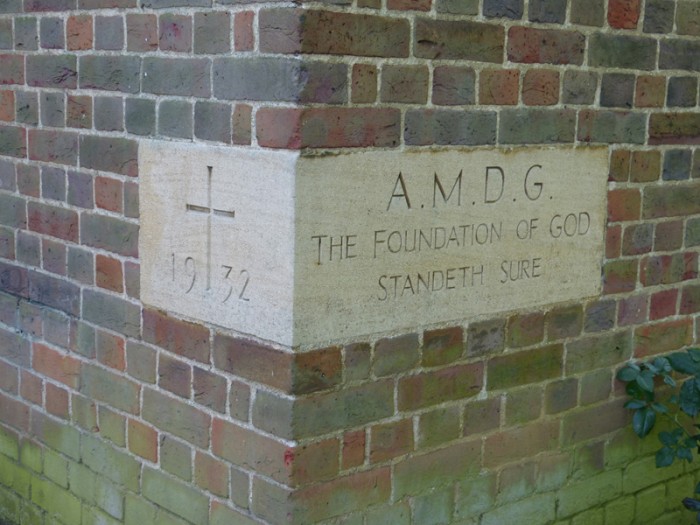 1932
A.M.D.G.
THE FOUNDATION OF GOD
STANDETH SURE